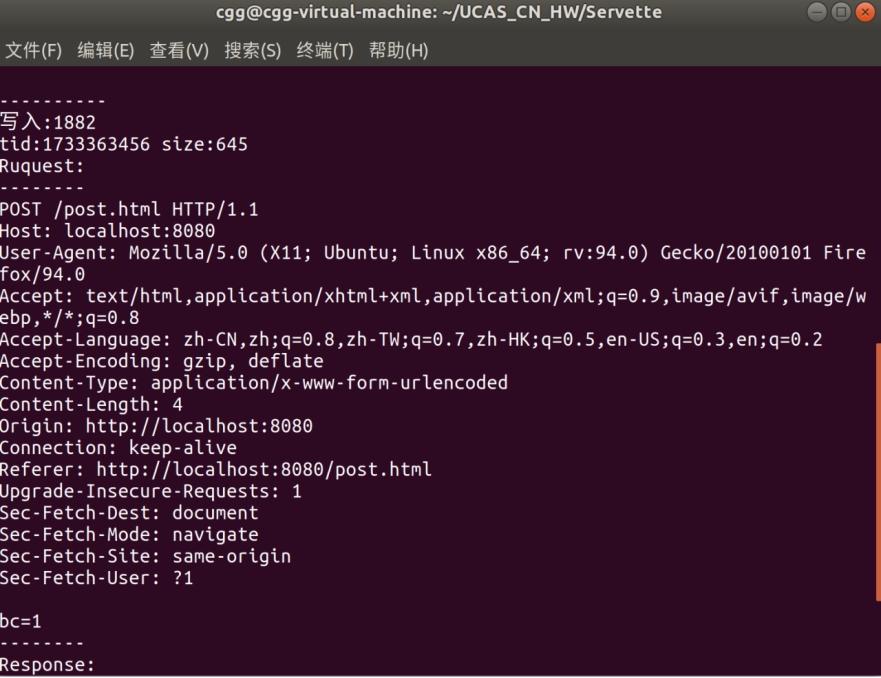 cgg@cgg-virtual-machine: ~/UCAS_CN_HW/Servette
文件(F) 编辑(E) 查看(V) 搜索(S) 终端(T) 帮助(H)
----------
写入:1882
tid:1733363456 size:645
Ruquest:
--------
POST /post.html HTTP/1.1
Host: localhost:8080
User-Agent: Mozilla/5.0 (X11; Ubuntu; Linux x86_64; rv:94.0) Gecko/20100101 Fire
fox/94.0
Accept: text/html,application/xhtml+xml,application/xml;q=0.9,image/avif,image/w
ebp,*/*;q=0.8
Accept-Language: zh-CN,zh;q=0.8,zh-TW;q=0.7,zh-HK;q=0.5,en-US;q=0.3,en;q=0.2
Accept-Encoding: gzip, deflate
Content-Type: application/x-www-form-urlencoded
Content-Length: 4
Origin: http://localhost:8080
Connection: keep-alive
Referer: http://localhost:8080/post.html
Upgrade-Insecure-Requests: 1
Sec-Fetch-Dest: document
Sec-Fetch-Mode: navigate
Sec-Fetch-Site: same-origin
Sec-Fetch-User: ?1
bc=1
--------
Response: